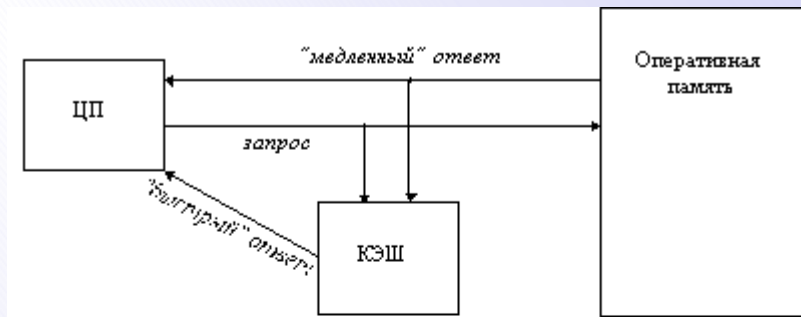 "медленный" ответ
Оперативная
память
ЦП
запрос
"быстрый" ответ
КЭШ